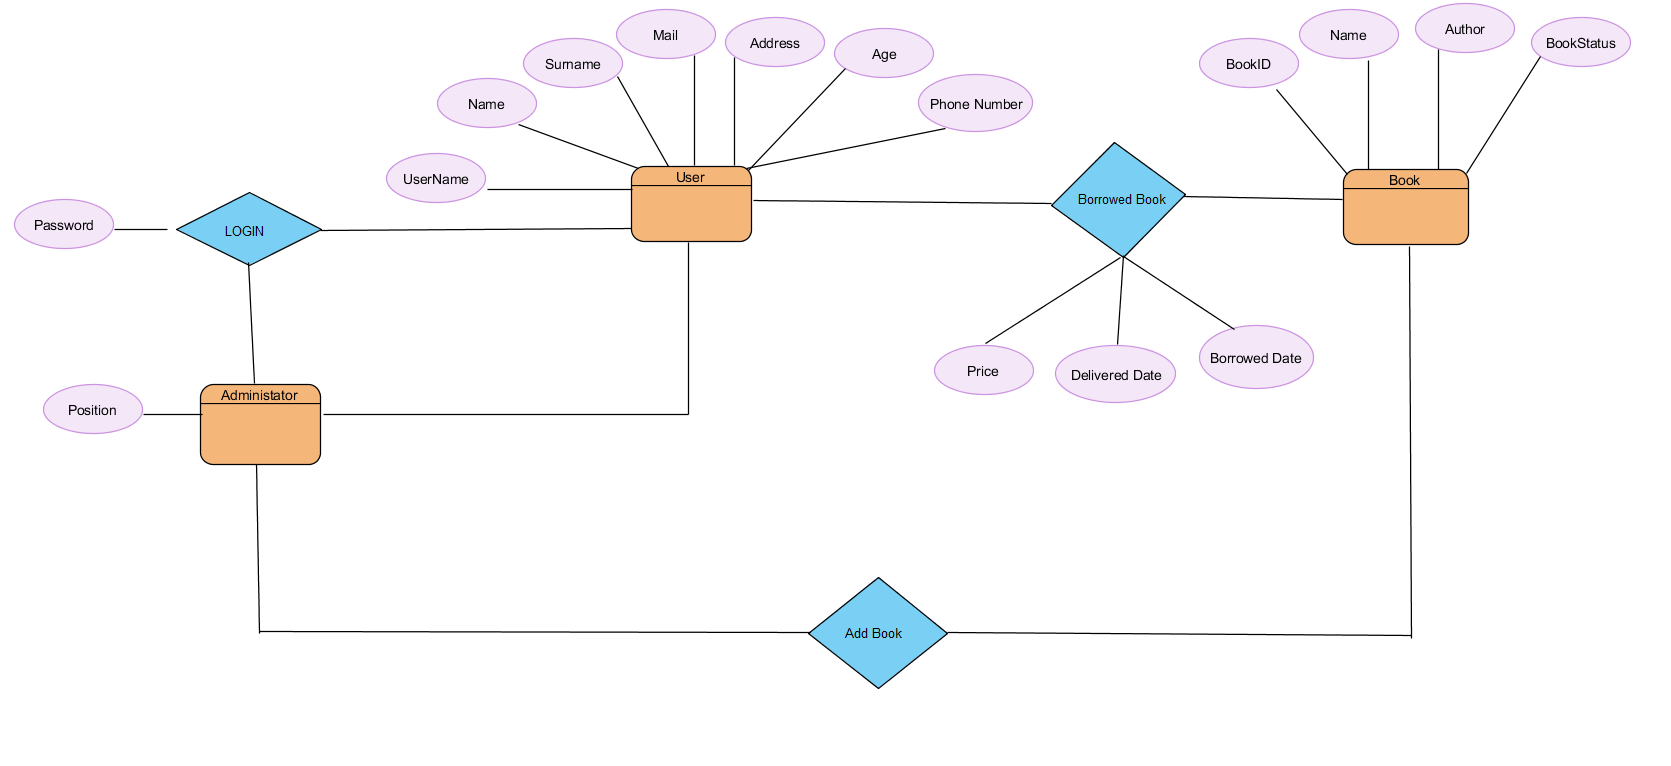 Mail
Address
Surname
Age
Name
Phone Number
UserName
User
Password
LOGIN
Position
Administator
BookID
Name
Author
BookStatus
Book
Borrowed Book
Price
Delivered Date
Borrowed Date
Add Book